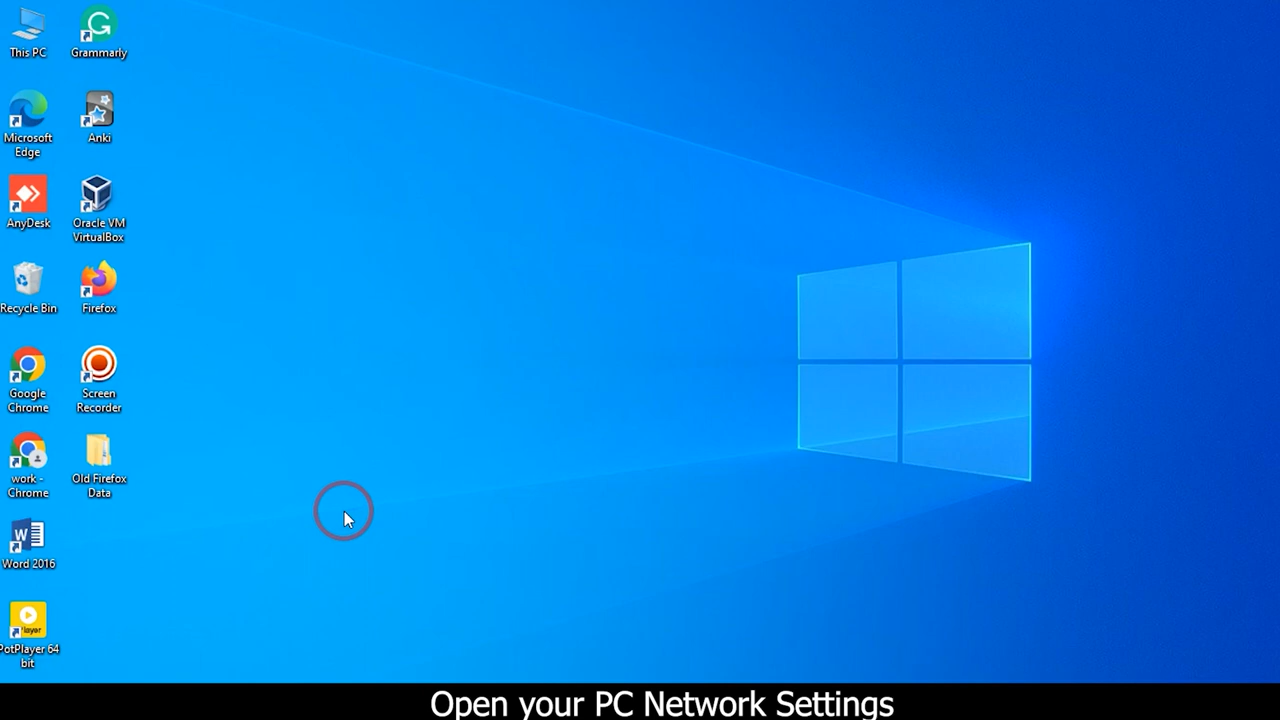 This PC
Grammarly
Microsoft
Edge
Anki
AnyDesk
Oracle VM
VirtualBox
Recycle Bin
Firefox
Google
Chrome
Screen
Recorder
work -
Chrome
Old Firefox
Data
W
Word 2016
Player
PotPlayer 64
bit
Open your PC Network Settings